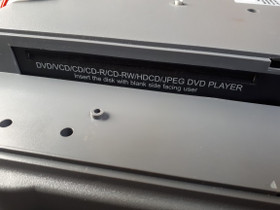 DVD/VCD/CD/CD-R/CD-RW/HDCD/JPEG DVD PLAYER
Insert the disk with blank side facing user